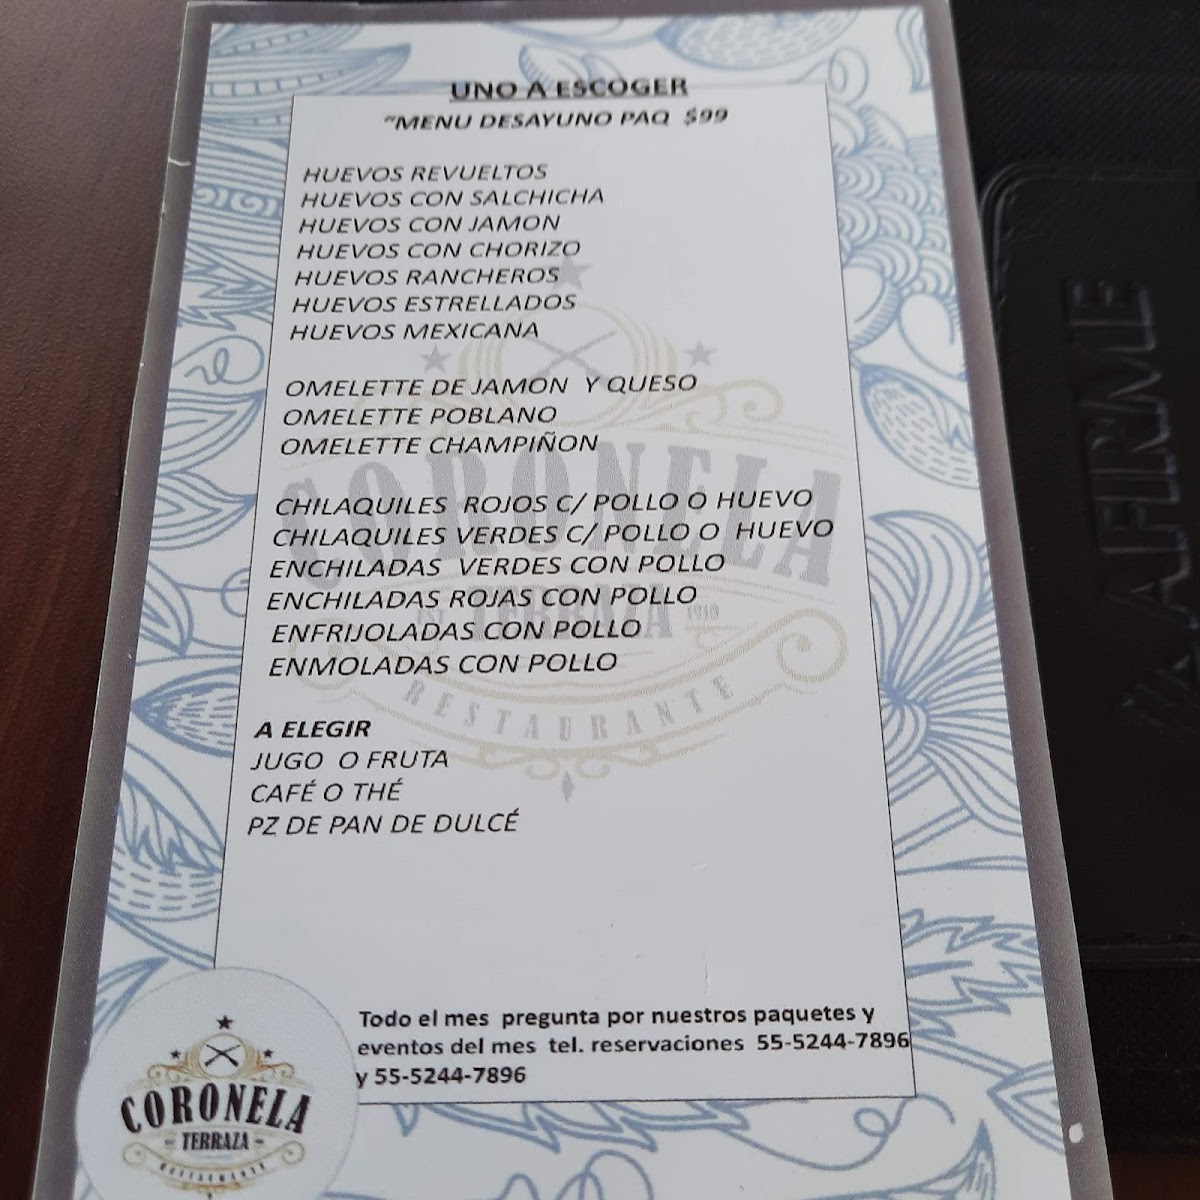 UNO A ESCOGER
"MENU DESAYUNO PAQ $99
HUEVOS REVUELTOS
HUEVOS CON SALCHICHA
HUEVOS CON JAMON
HUEVOS CON CHORIZO
HUEVOS RANCHEROS
HUEVOS ESTRELLADOS
HUEVOS MEXICANA
OMELETTE DE JAMON Y QUESO
OMELETTE POBLANO
OMELETTE CHAMPIÑON
CHILAQUILES ROJOS C/ POLLO O HUEVO
CHILAQUILES VERDES C/ POLLO O HUEVO
ENCHILADAS VERDES CON POLLO
ENCHILADAS ROJAS CON POLLO
ENFRIJOLADAS CON POLLO
ENMOLADAS CON POLLO
A ELEGIR
JUGO O FRUTA
CAFÉ O THÉ
PZ DE PAN DE DULCÉ
Todo el mes pregunta por nuestros paquetes y
eventos del mes tel. reservaciones 55-5244-7896
y 55-5244-7896
CORONELA
TERRAZA
RESTAURANTE
CORONELA
TERRAZA 1910
RESTAURANTE
AFIRME